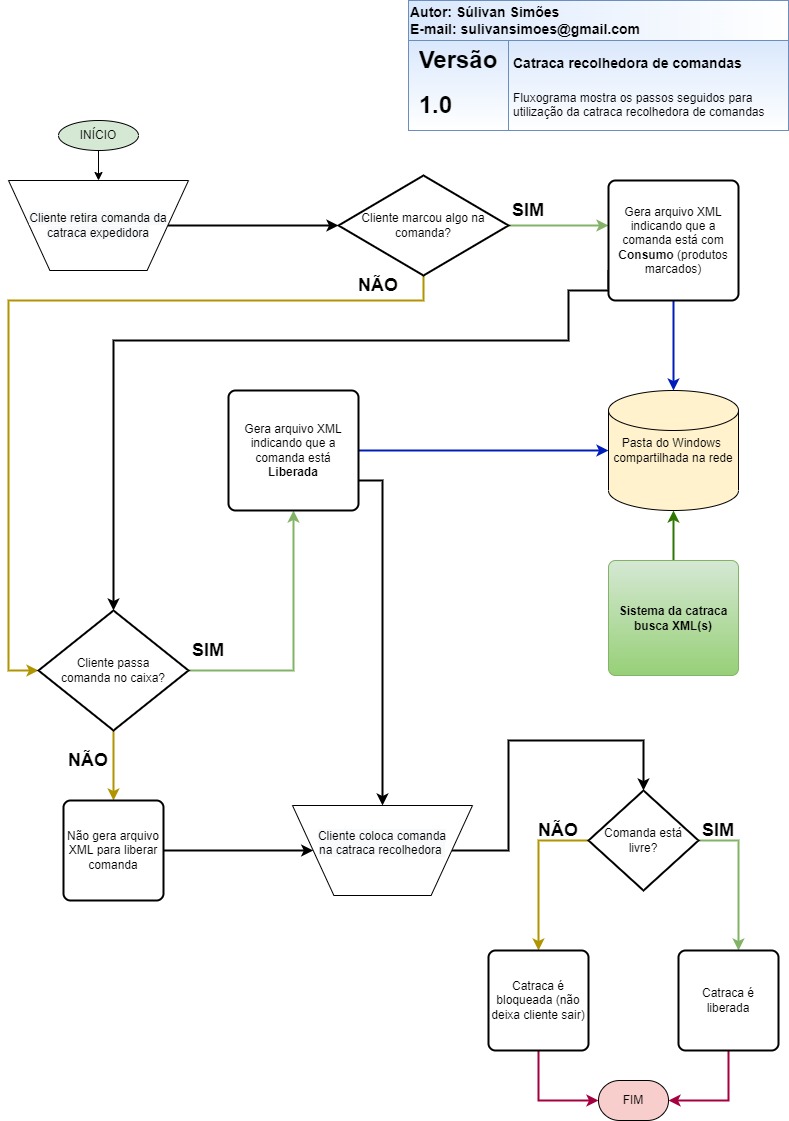 Autor: Súlivan Simões
E-mail: sulivansimoes@gmail.com
Versão
1.0
Catraca recolhedora de comandas
Fluxograma mostra os passos seguidos para
utilização da catraca recolhedora de comandas
INÍCIO
Cliente retira comanda da
catraca expedidora
Cliente marcou algo na
comanda?
SIM
NÃO
Gera arquivo XML
indicando que a
comanda está com
Consumo (produtos
marcados)
Gera arquivo XML
indicando que a
comanda está
Liberada
Pasta do Windows
compartilhada na rede
Sistema da catraca
busca XML(s)
Cliente passa
comanda no caixa?
SIM
NÃO
Não gera arquivo
XML para liberar
comanda
Cliente coloca comanda
na catraca recolhedora
Comanda está
livre?
NÃO
SIM
Catraca é
bloqueada (não
deixa cliente sair)
Catraca é
liberada
FIM